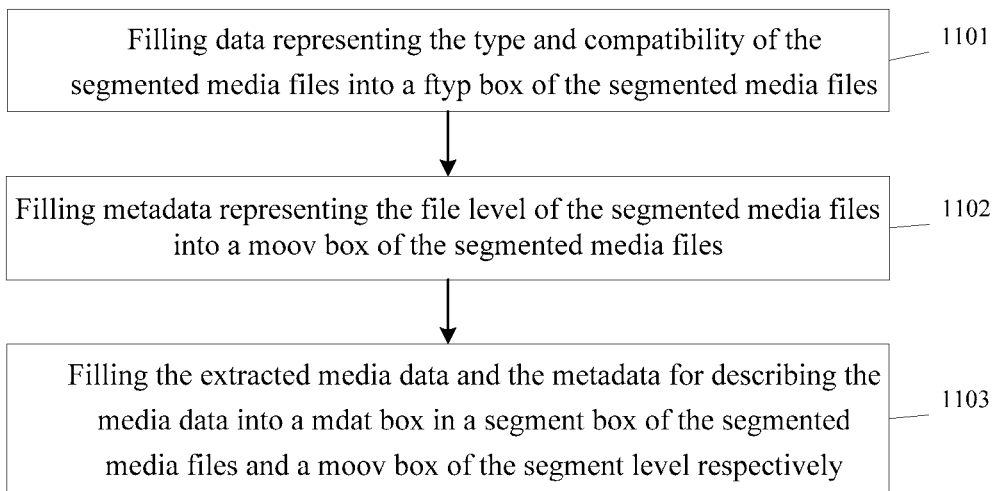 Filling data representing the type and compatibility of the
segmented media files into a ftyp box of the segmented media files
1101
Filling metadata representing the file level of the segmented media files
into a moov box of the segmented media files
1102
Filling the extracted media data and the metadata for describing the
media data into a mdat box in a segment box of the segmented
media files and a moov box of the segment level respectively
1103